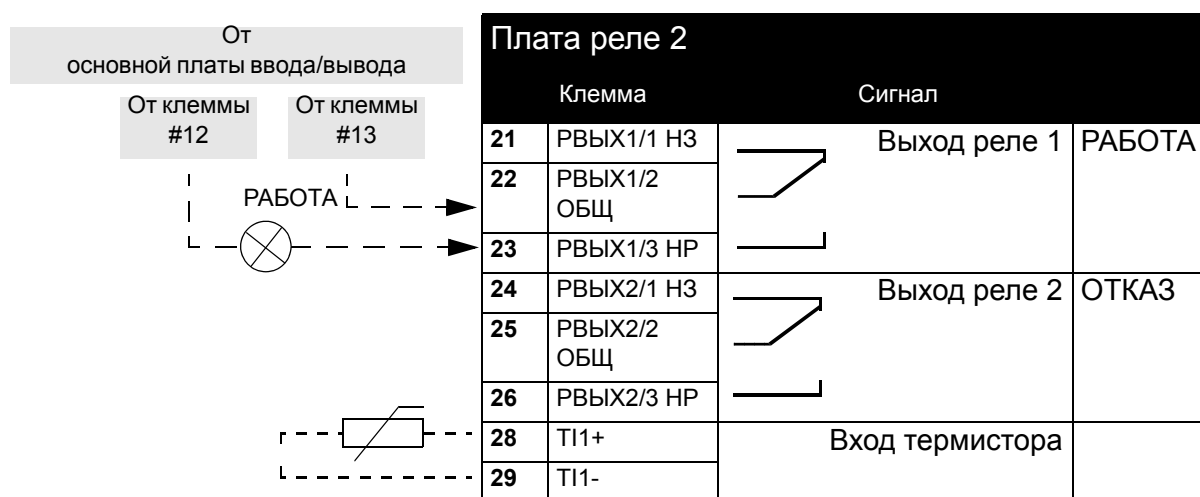 От
основной платы ввода/вывода
От клеммы
#12
От клеммы
#13
РАБОТА
Плата реле 2
Клемма Сигнал
21 РВЫХ1/1 НЗ Выход реле 1 РАБОТА
22 РВЫХ1/2
ОБЩ
23 РВЫХ1/3 НР
24 РВЫХ2/1 НЗ Выход реле 2 ОТКАЗ
25 РВЫХ2/2
ОБЩ
26 РВЫХ2/3 НР
28 TI1+ Вход термистора
29 TI1-